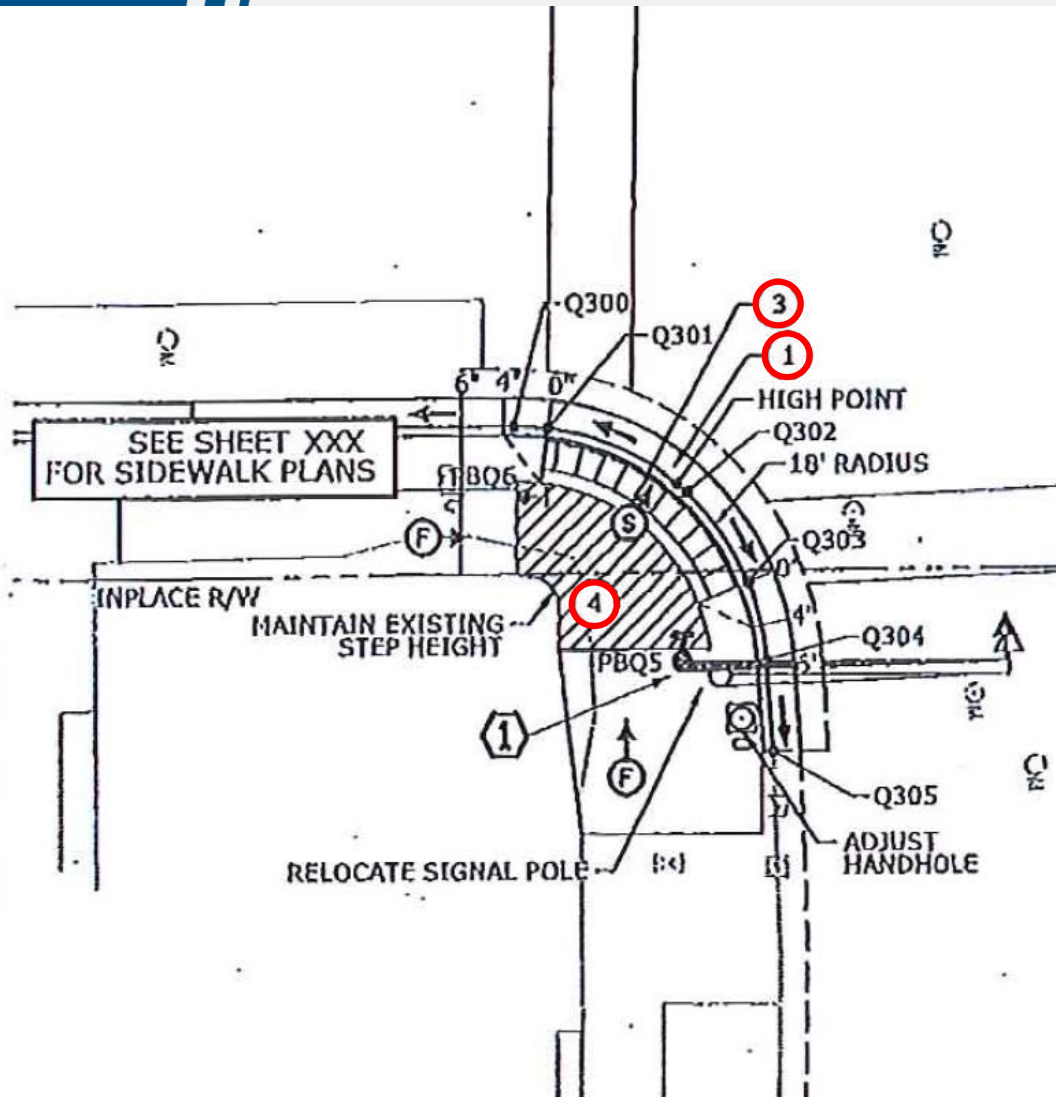 Q300
3
Q301
1
6"
4"
0"
HIGH POINT
Q302
SEE SHEET XXX
FOR SIDEWALK PLANS
18' RADIUS
PBQ6
S
F
Q303
0"
INPLACE R/W
4
MAINTAIN EXISTING
STEP HEIGHT
4"
Q304
PBQ5
6"
1
F
Q305
ADJUST
HANDHOLE
RELOCATE SIGNAL POLE